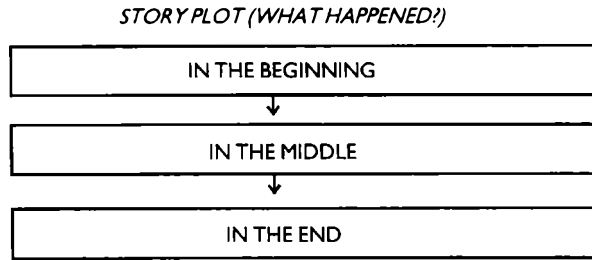 STORY PLOT (WHAT HAPPENED?)
IN THE BEGINNING
IN THE MIDDLE
IN THE END